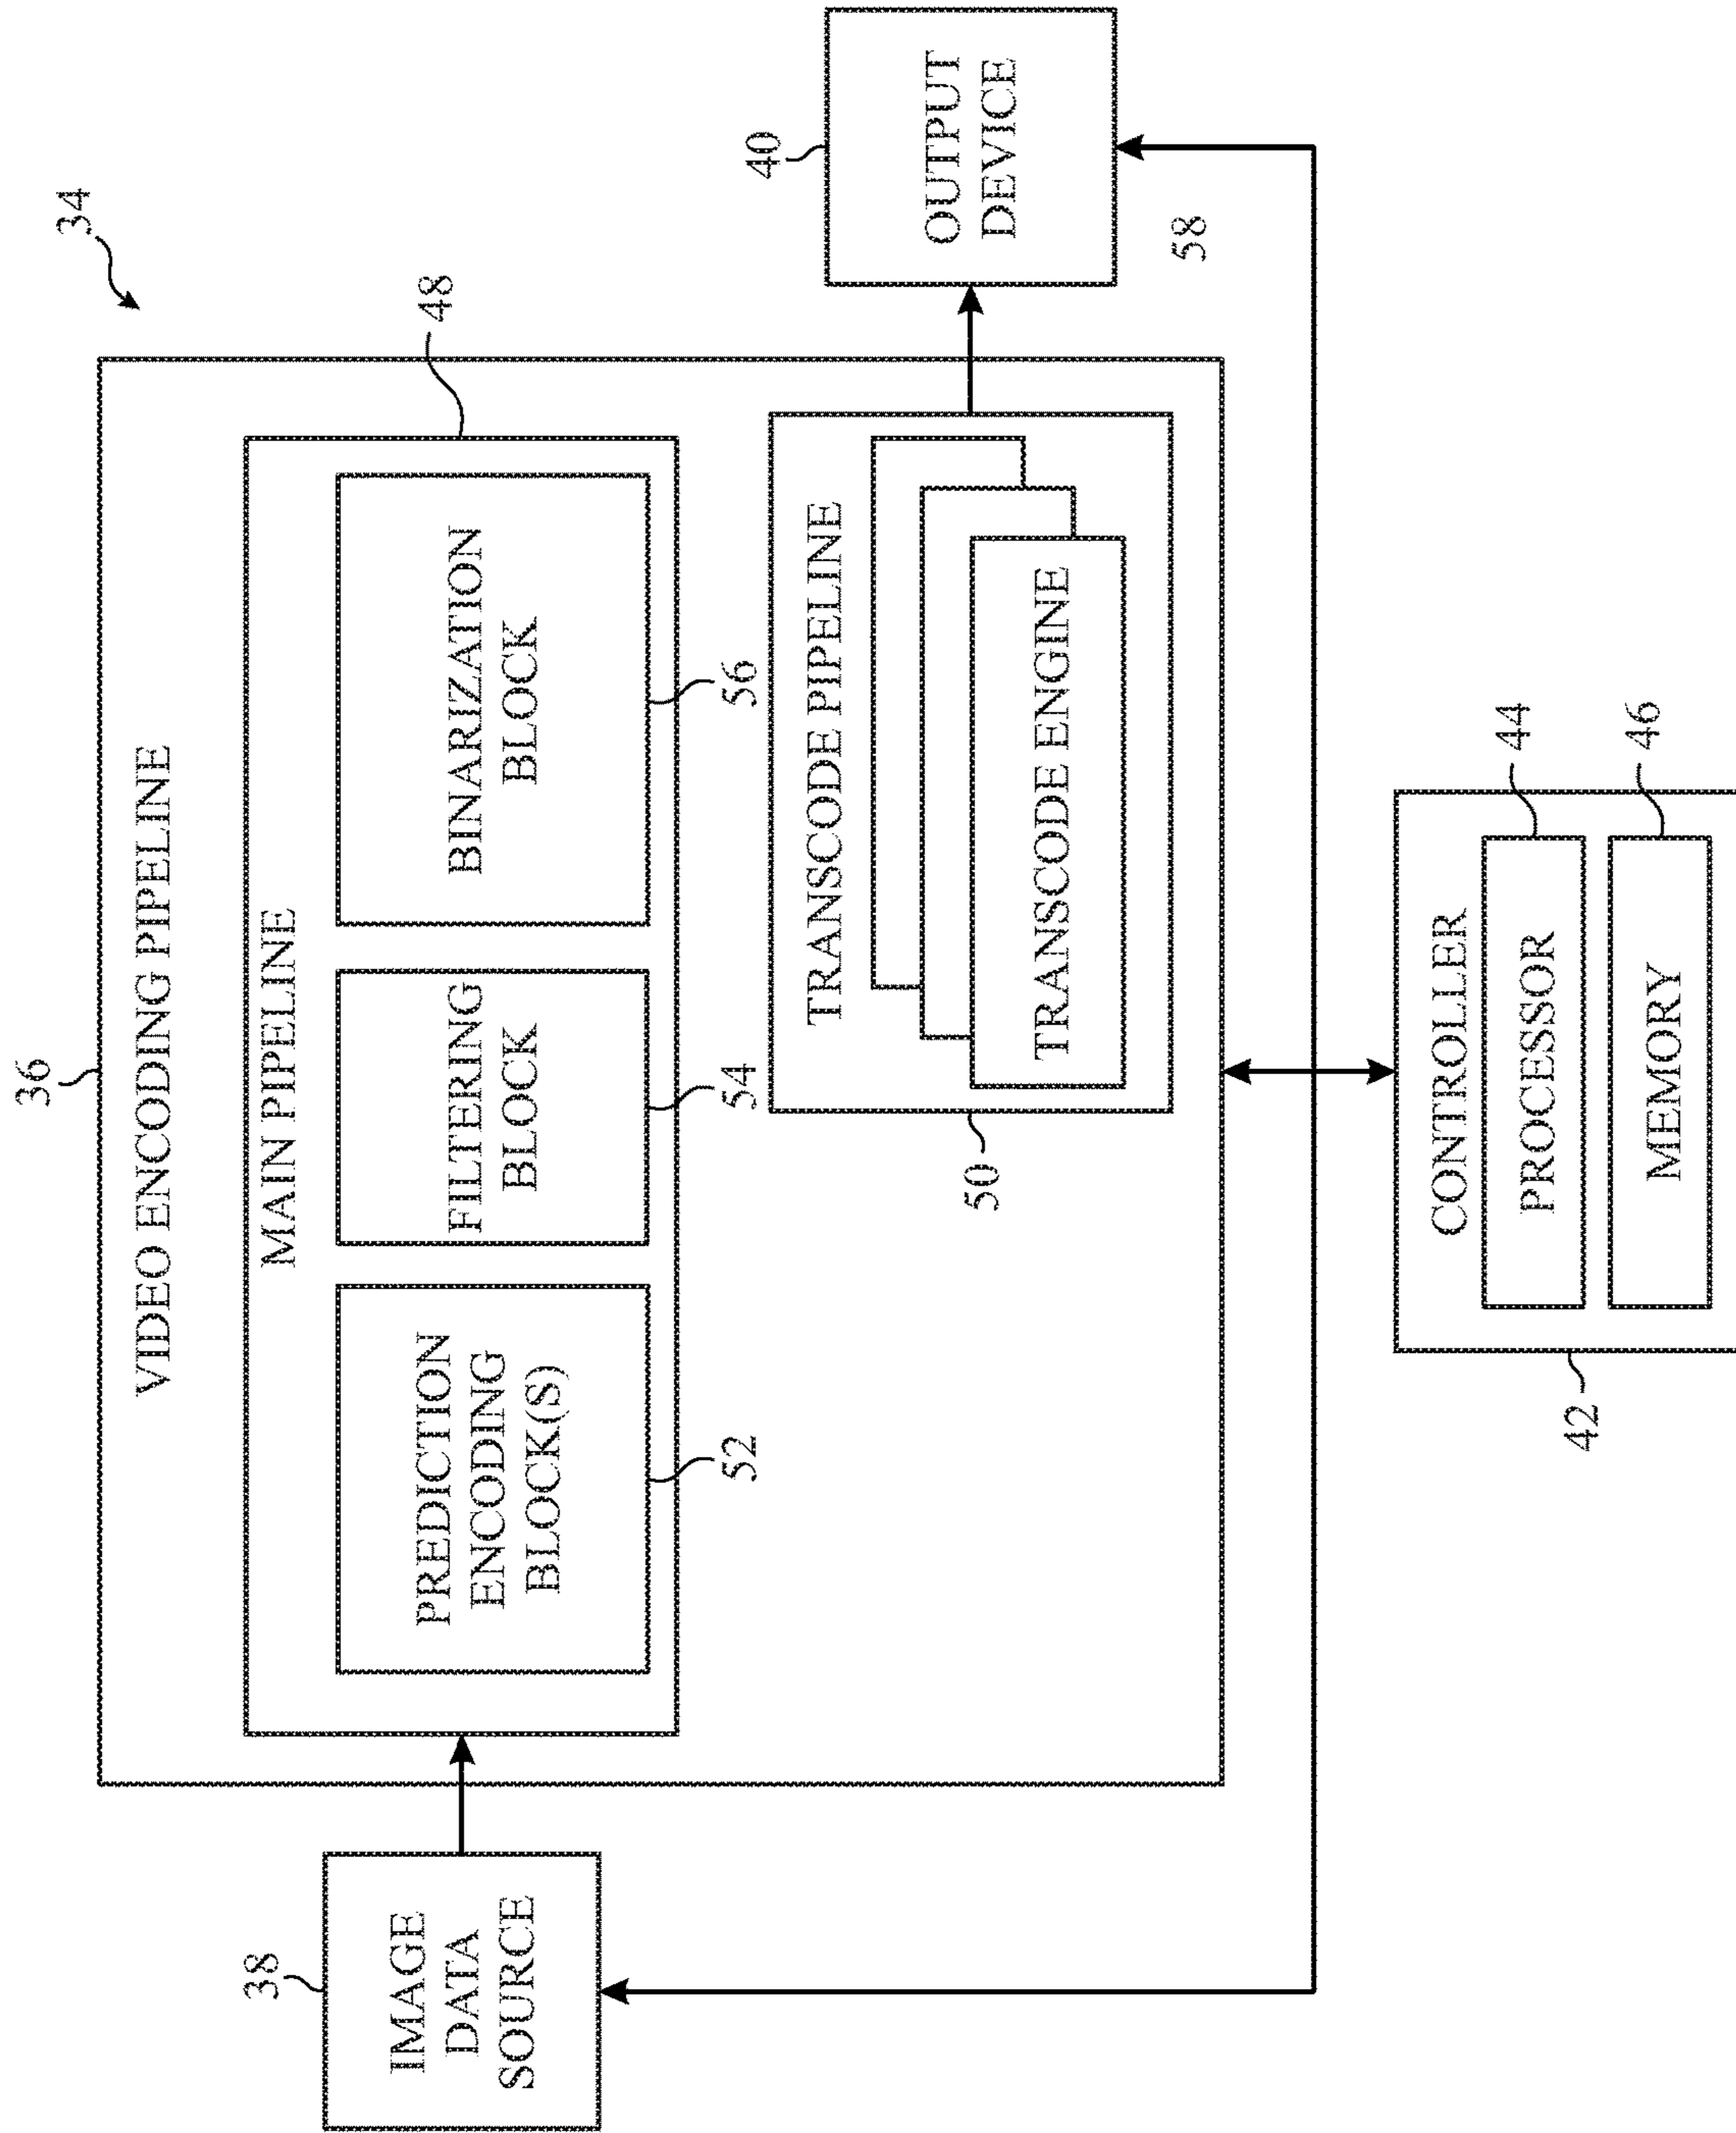 34
36
VIDEO ENCODING PIPELINE
48
MAIN PIPELINE
38
IMAGE
DATA
SOURCE
PREDICTION
ENCODING
BLOCK(S)
FILTERING
BLOCK
BINARIZATION
BLOCK
52
54
56
40
OUTPUT
DEVICE
TRANSCODE PIPELINE
TRANSCODE ENGINE
50
58
42
CONTROLLER
PROCESSOR
44
MEMORY
46